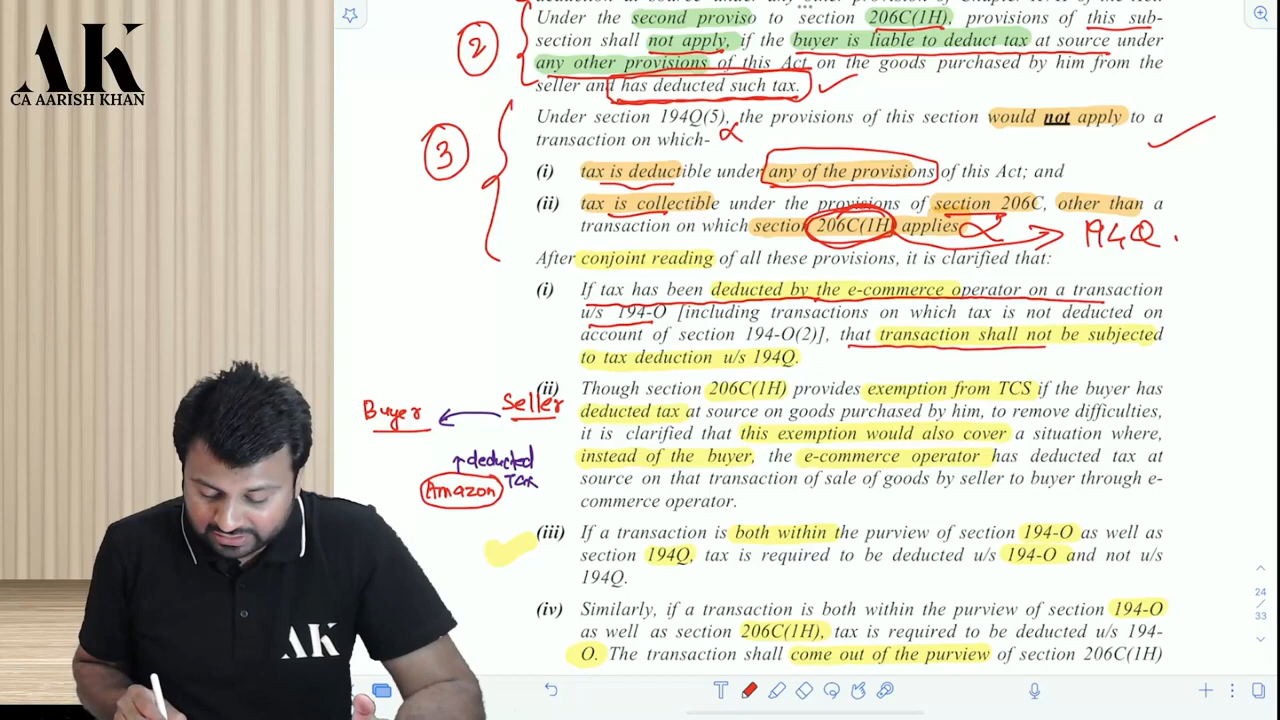 AK
CA AARISH KHAN
Under the second proviso to section 206C(1H), provisions of this sub-
section shall not apply, if the buyer is liable to deduct tax at source under
any other provisions of this Act on the goods purchased by him from the
seller and has deducted such tax.
2
Under section 194Q(5), the provisions of this section would not apply to a
transaction on which-
3
(i) tax is deductible under any of the provisions of this Act; and
(ii) tax is collectible under the provisions of section 206C, other than a
transaction on which section 206C(1H applies
194Q.
After conjoint reading of all these provisions, it is clarified that:
(i) If tax has been deducted by the e-commerce operator on a transaction
u/s 194-O [including transactions on which tax is not deducted on
account of section 194-O(2)], that transaction shall not be subjected
to tax deduction u/s 194Q.
(ii) Though section 206C(1H) provides exemption from TCS if the buyer has
deducted tax at source on goods purchased by him, to remove difficulties,
it is clarified that this exemption would also cover a situation where,
instead of the buyer, the e-commerce operator has deducted tax at
source on that transaction of sale of goods by seller to buyer through e-
commerce operator.
Buyer Seller
deducted
Tax
Amazon
(iii) If a transaction is both within the purview of section 194-O as well as
section 194Q, tax is required to be deducted u/s 194-O and not u/s
194Q.
(iv) Similarly, if a transaction is both within the purview of section 194-O
as well as section 206C(1H), tax is required to be deducted u/s 194-
O. The transaction shall come out of the purview of section 206C(1H)
24
33
AK